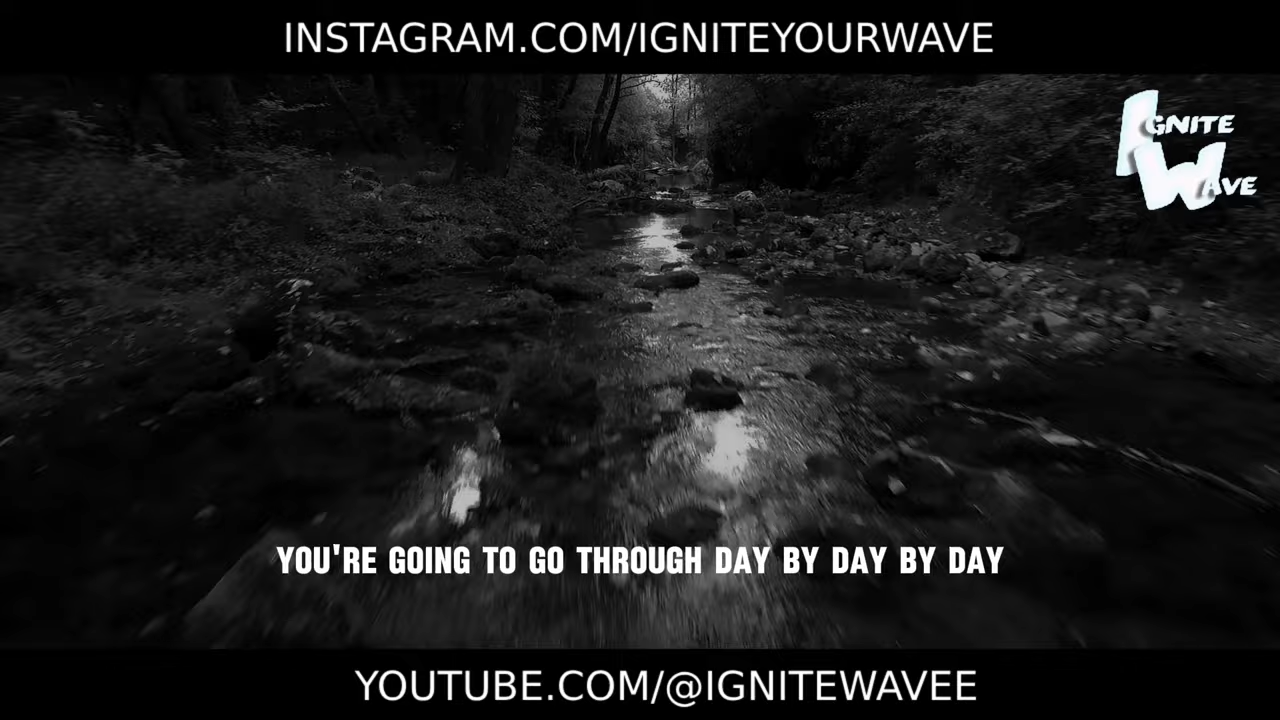 INSTAGRAM.COM/IGNITEYOURWAVE
IGNITE
WAVE
YOU'RE GOING TO GO THROUGH DAY BY DAY BY DAY
YOUTUBE.COM/@IGNITEWAVEE